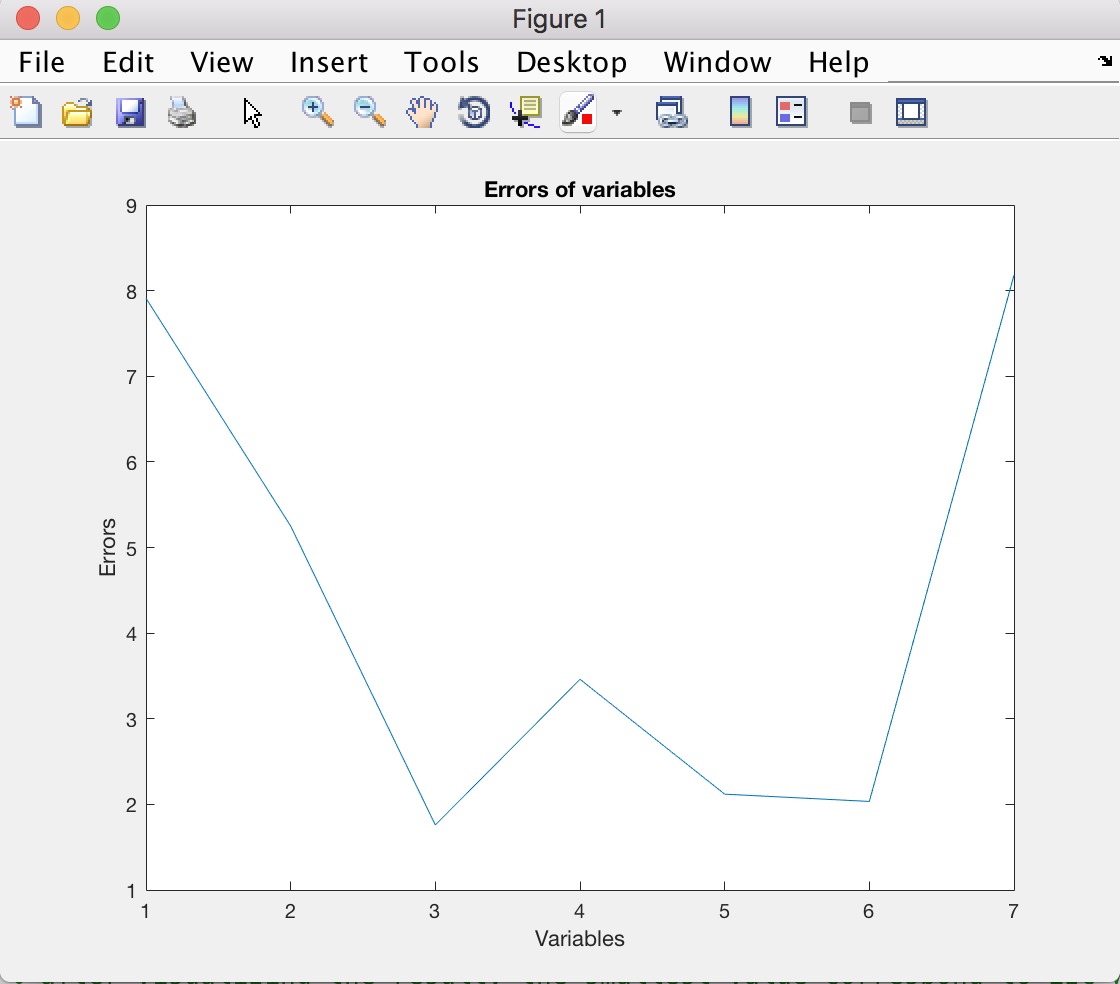 Figure 1
File Edit View Insert Tools Desktop Window Help
Errors of variables
9
8
7
6
5
4
3
2
1
Errors
1 2 3 4 5 6 7
Variables